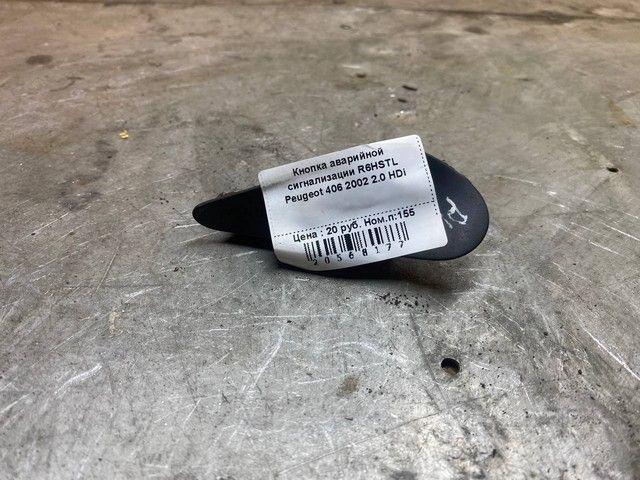 Кнопка аварийной
сигнализации R6HSTL
Peugeot 406 2002 2.0 HDi
Цена : 20 руб. Ном.п:155
20568177